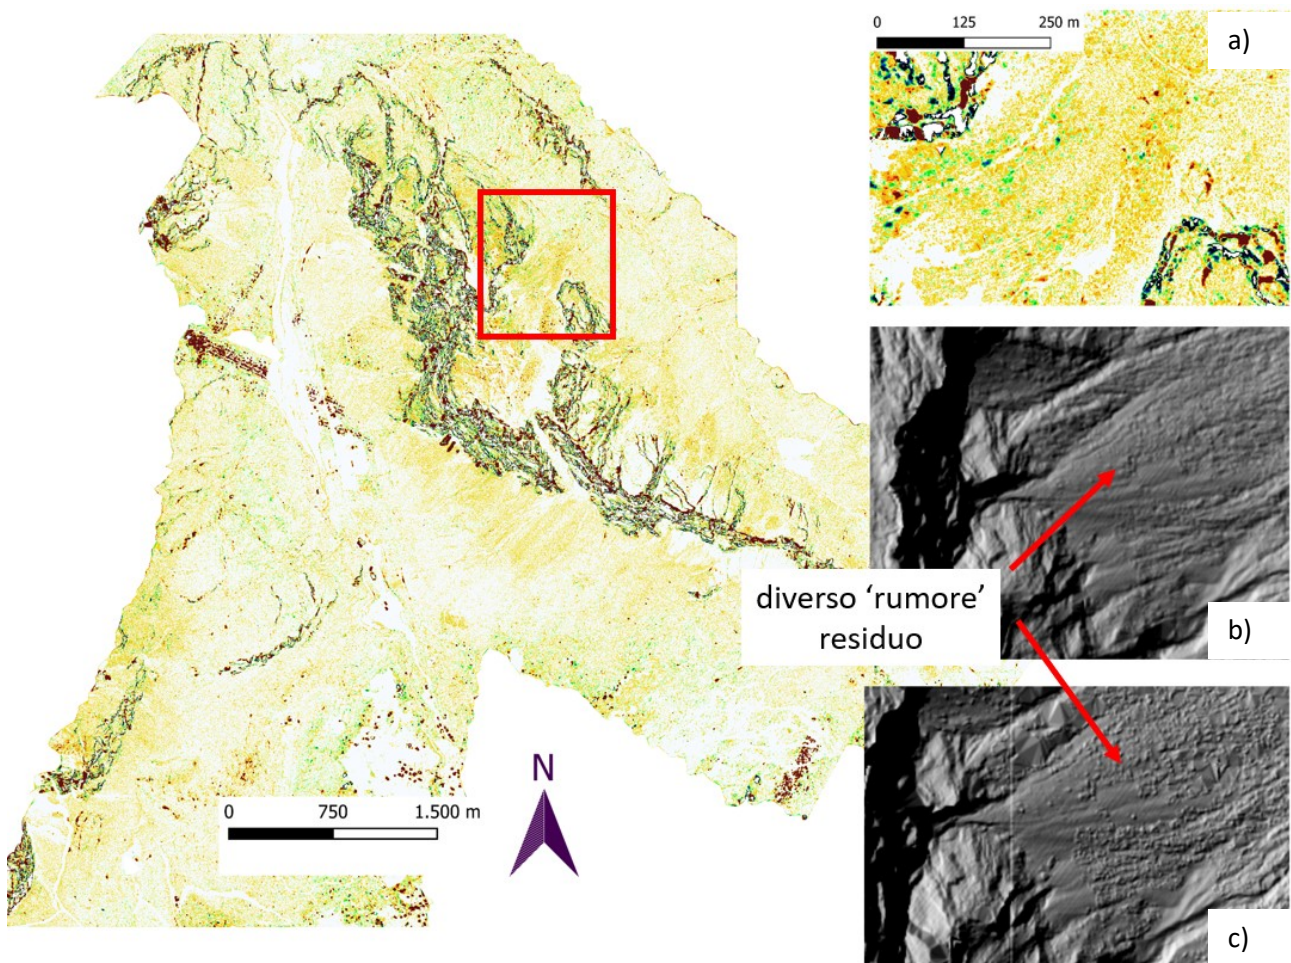 0 125 250 m
a)
diverso ‘rumore’
residuo
b)
N
0 750 1.500 m
c)